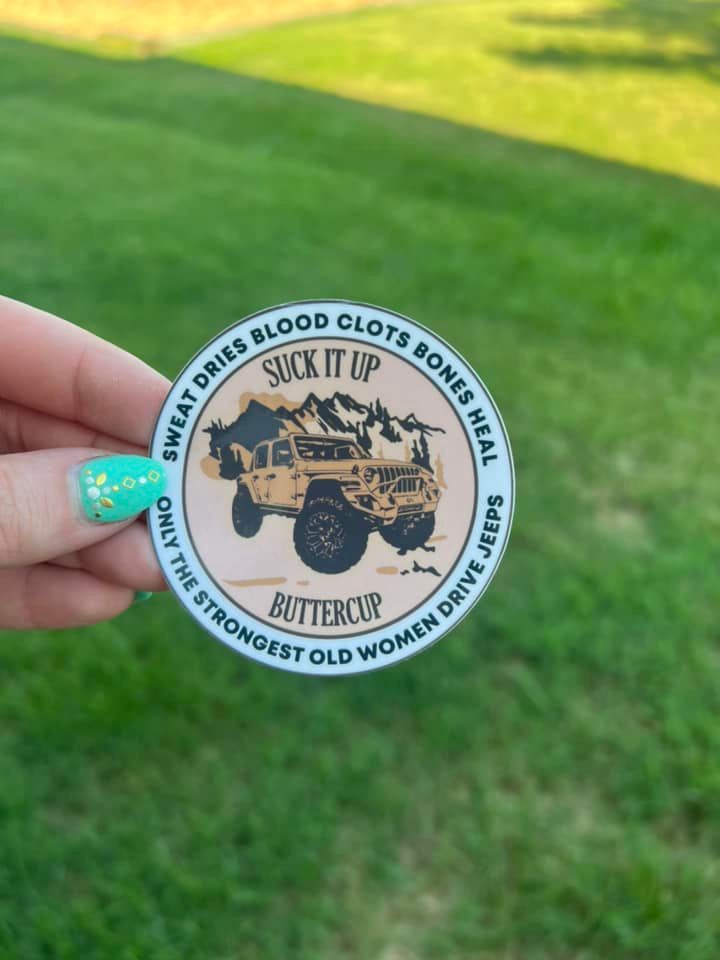 SWEAT DRIES BLOOD CLOTS BONES HEAL
SUCK IT UP
BUTTERCUP
ONLY THE STRONGEST OLD WOMEN DRIVE JEEPS